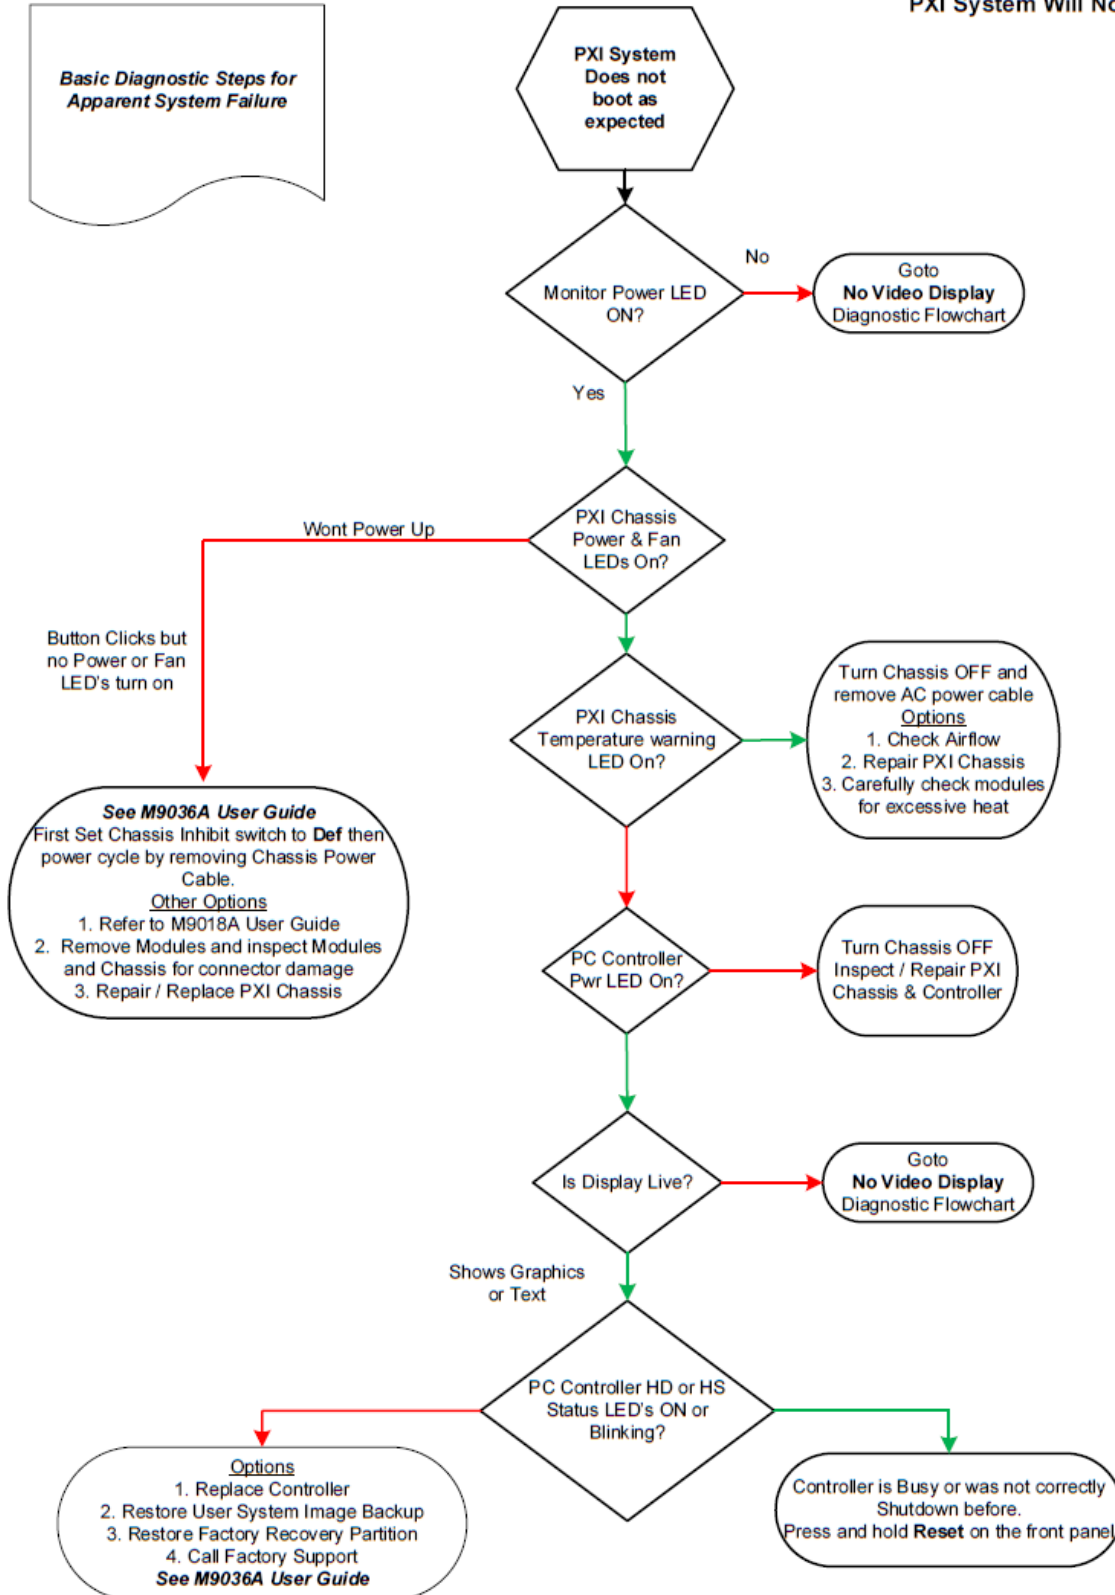 PXI System Will No
Basic Diagnostic Steps for
Apparent System Failure
PXI System
Does not
boot as
expected
Monitor Power LED
ON?
No
Goto
No Video Display
Diagnostic Flowchart
Yes
PXI Chassis
Power & Fan
LEDs On?
Wont Power Up
Button Clicks but
no Power or Fan
LED's turn on
PXI Chassis
Temperature warning
LED On?
Turn Chassis OFF and
remove AC power cable
Options
1. Check Airflow
2. Repair PXI Chassis
3. Carefully check modules
for excessive heat
See M9036A User Guide
First Set Chassis Inhibit switch to Def then
power cycle by removing Chassis Power
Cable.
Other Options
1. Refer to M9018A User Guide
2. Remove Modules and inspect Modules
and Chassis for connector damage
3. Repair / Replace PXI Chassis
PC Controller
Pwr LED On?
Turn Chassis OFF
Inspect / Repair PXI
Chassis & Controller
Is Display Live?
Goto
No Video Display
Diagnostic Flowchart
Shows Graphics
or Text
PC Controller HD or HS
Status LED's ON or
Blinking?
Options
1. Replace Controller
2. Restore User System Image Backup
3. Restore Factory Recovery Partition
4. Call Factory Support
See M9036A User Guide
Controller is Busy or was not correctly
Shutdown before.
Press and hold Reset on the front panel